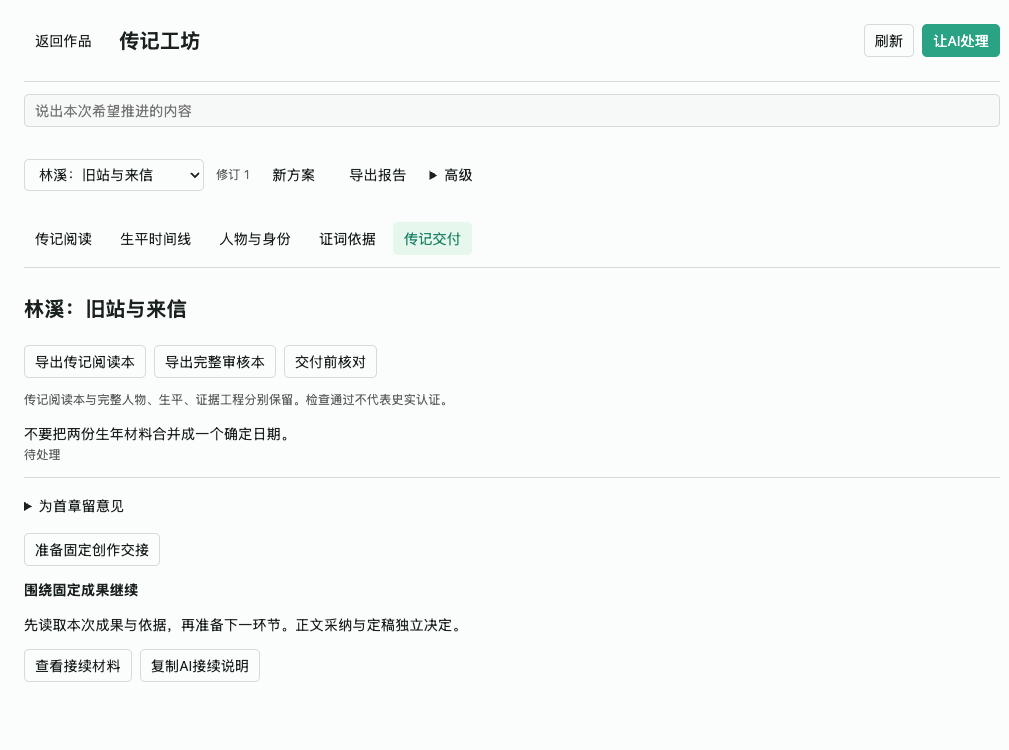 返回作品 传记工坊 刷新 让AI处理
说出本次希望推进的内容
林溪：旧站与来信 修订 1 新方案 导出报告 ▶ 高级
传记阅读 生平时间线 人物与身份 证词依据 传记交付
林溪：旧站与来信
导出传记阅读本 导出完整审核本 交付前核对
传记阅读本与完整人物、生平、证据工程分别保留。检查通过不代表史实认证。
不要把两份生年材料合并成一个确定日期。
待处理
▶ 为首章留意见
准备固定创作交接
围绕固定成果继续
先读取本次成果与依据，再准备下一环节。正文采纳与定稿独立决定。
查看接续材料 复制AI接续说明